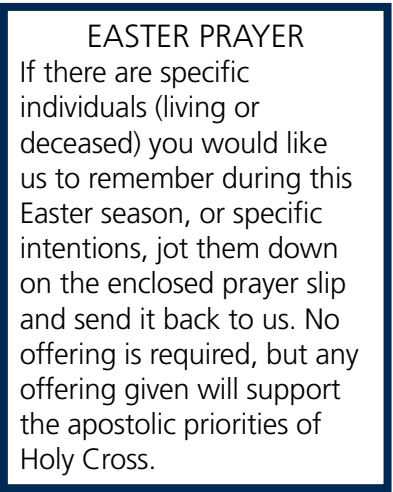 EASTER PRAYER
If there are specific
individuals (living or
deceased) you would like
us to remember during this
Easter season, or specific
intentions, jot them down
on the enclosed prayer slip
and send it back to us. No
offering is required, but any
offering given will support
the apostolic priorities of
Holy Cross.